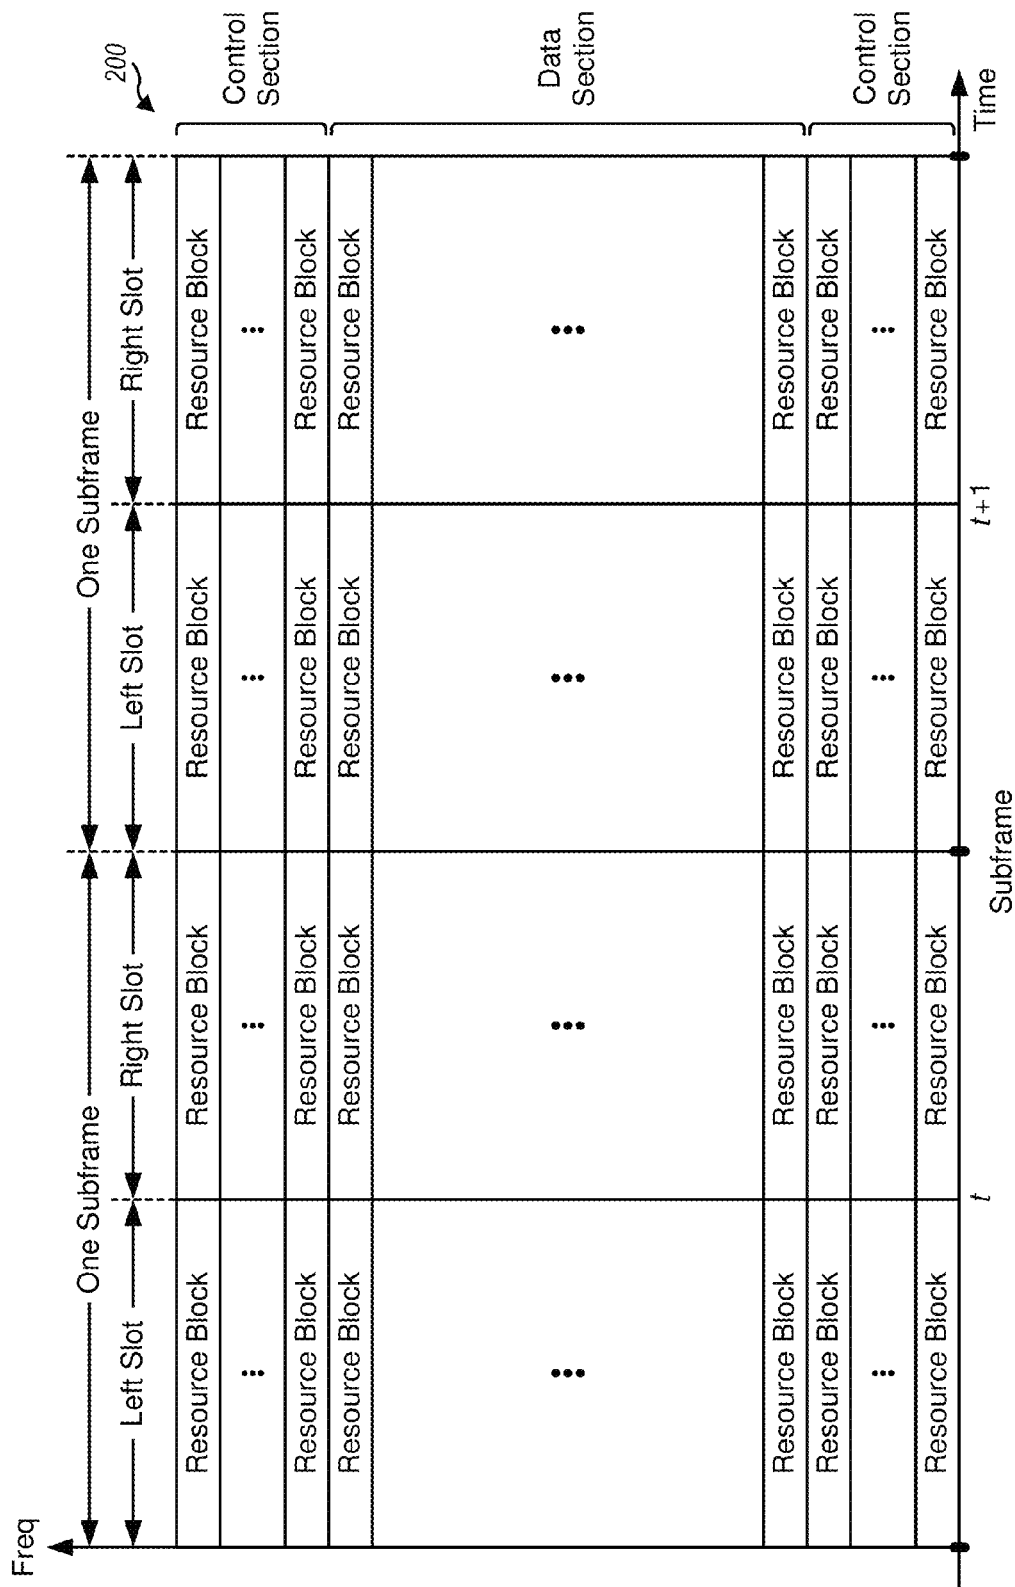 200
One Subframe
One Subframe
Left Slot
Right Slot
Left Slot
Right Slot
Freq
Resource Block
Resource Block
Resource Block
Resource Block
Control
Section
...
...
...
...
Resource Block
Resource Block
Resource Block
Resource Block
Resource Block
Resource Block
Resource Block
Resource Block
Data
Section
...
...
...
...
Resource Block
Resource Block
Resource Block
Resource Block
Resource Block
Resource Block
Resource Block
Resource Block
Control
Section
...
...
...
...
Resource Block
Resource Block
Resource Block
Resource Block
t
t+1
Time
Subframe